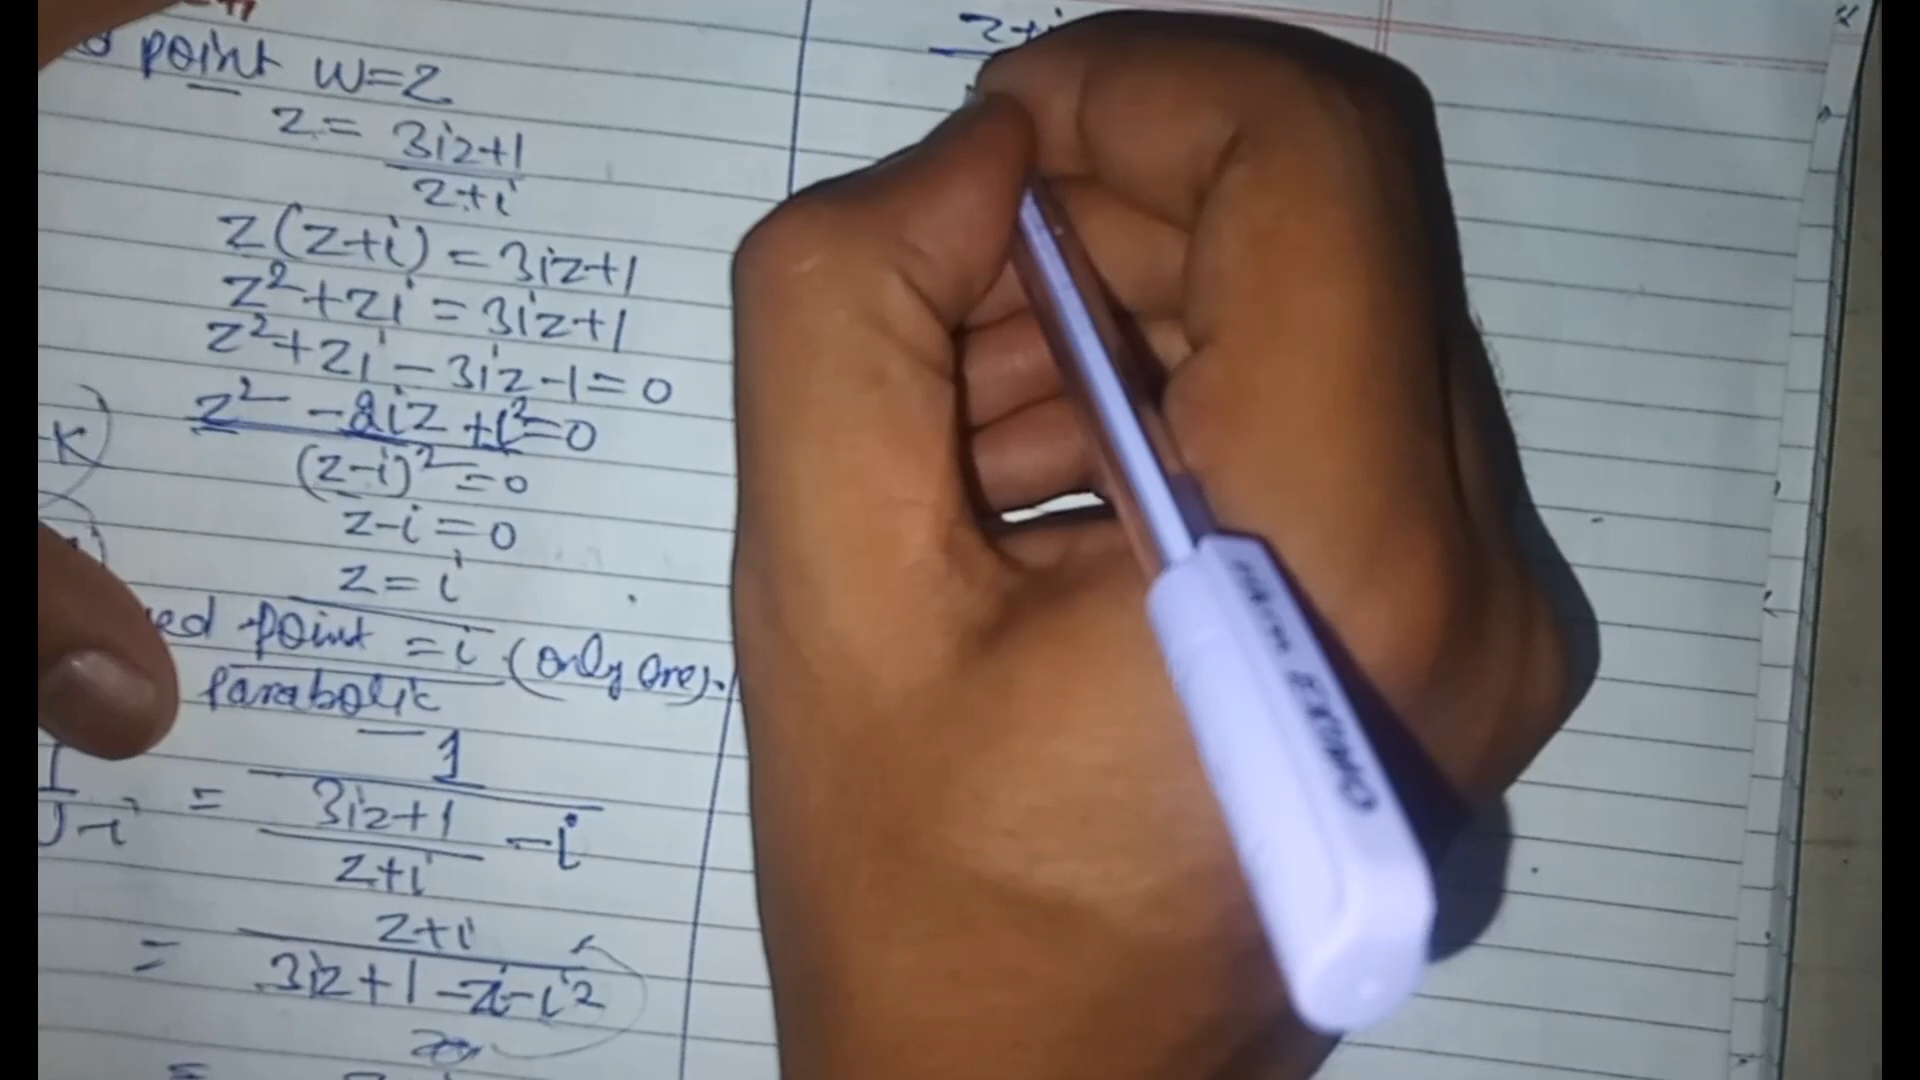 point w=z
z = 3iz+1
z+i
z(z+i) = 3iz+1
z²+zi = 3iz+1
z²+zi-3iz-1=0
z²-2iz+i²=0
(z-i)²=0
z-i=0
z=i
point =i (only one).
parabolic
= 1
3iz+1
z+i
-i
= z+i
3iz+1-zi-i²
=
z+i
K)